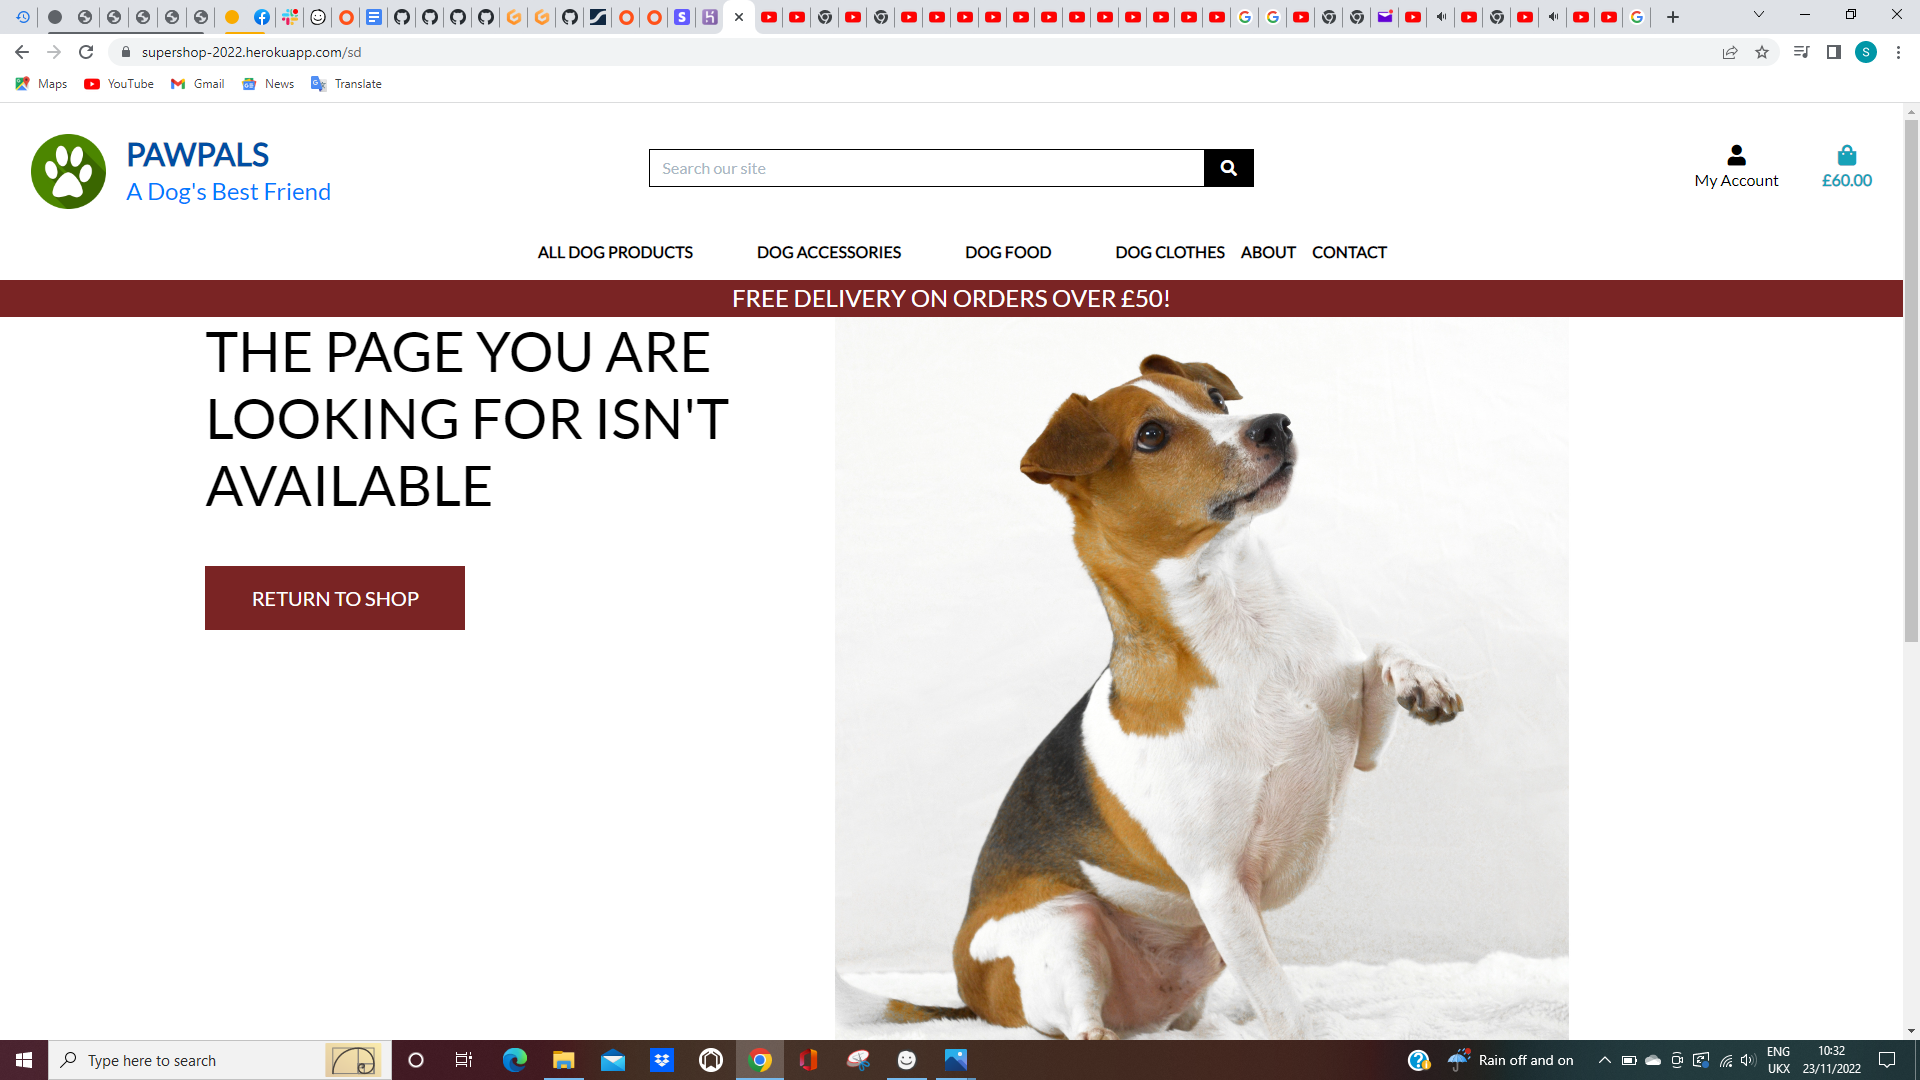 supershop-2022.herokuapp.com/sd
S
Maps YouTube Gmail News Translate
PAWPALS
A Dog's Best Friend
Search our site
My Account
£60.00
ALL DOG PRODUCTS DOG ACCESSORIES DOG FOOD DOG CLOTHES ABOUT CONTACT
FREE DELIVERY ON ORDERS OVER £50!
THE PAGE YOU ARE
LOOKING FOR ISN'T
AVAILABLE
RETURN TO SHOP
Type here to search
Rain off and on
ENG
UKX
10:32
23/11/2022